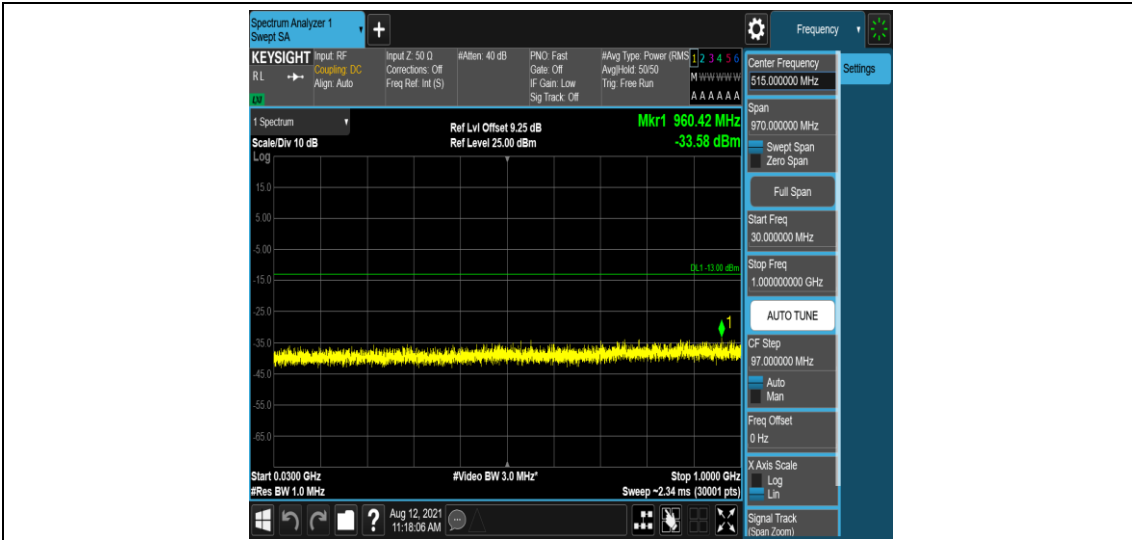 Spectrum Analyzer 1
Swept SA
+
Frequency
KEYSIGHT
RL
LXI
Input: RF
Coupling: DC
Align: Auto
Input Z: 50 Ω
Corrections: Off
Freq Ref: Int (S)
#Atten: 40 dB
PNO: Fast
Gate: Off
IF Gain: Low
Sig Track: Off
#Avg Type: Power (RMS
Avg|Hold: 50/50
Trig: Free Run
1 2 3 4 5 6
M W W W W W
A A A A A A
1 Spectrum
Scale/Div 10 dB
Log
Ref Lvl Offset 9.25 dB
Ref Level 25.00 dBm
Mkr1 960.42 MHz
-33.58 dBm
15.0
5.00
-5.00
-15.0
-25.0
-35.0
-45.0
-55.0
-65.0
DL1 -13.00 dBm
1
Start 0.0300 GHz
#Res BW 1.0 MHz
#Video BW 3.0 MHz*
Stop 1.0000 GHz
Sweep ~2.34 ms (30001 pts)
?
Aug 12, 2021
11:18:06 AM
Center Frequency
515.000000 MHz
Settings
Span
970.000000 MHz
Swept Span
Zero Span
Full Span
Start Freq
30.000000 MHz
Stop Freq
1.000000000 GHz
AUTO TUNE
CF Step
97.000000 MHz
Auto
Man
Freq Offset
0 Hz
X Axis Scale
Log
Lin
Signal Track
(Span Zoom)